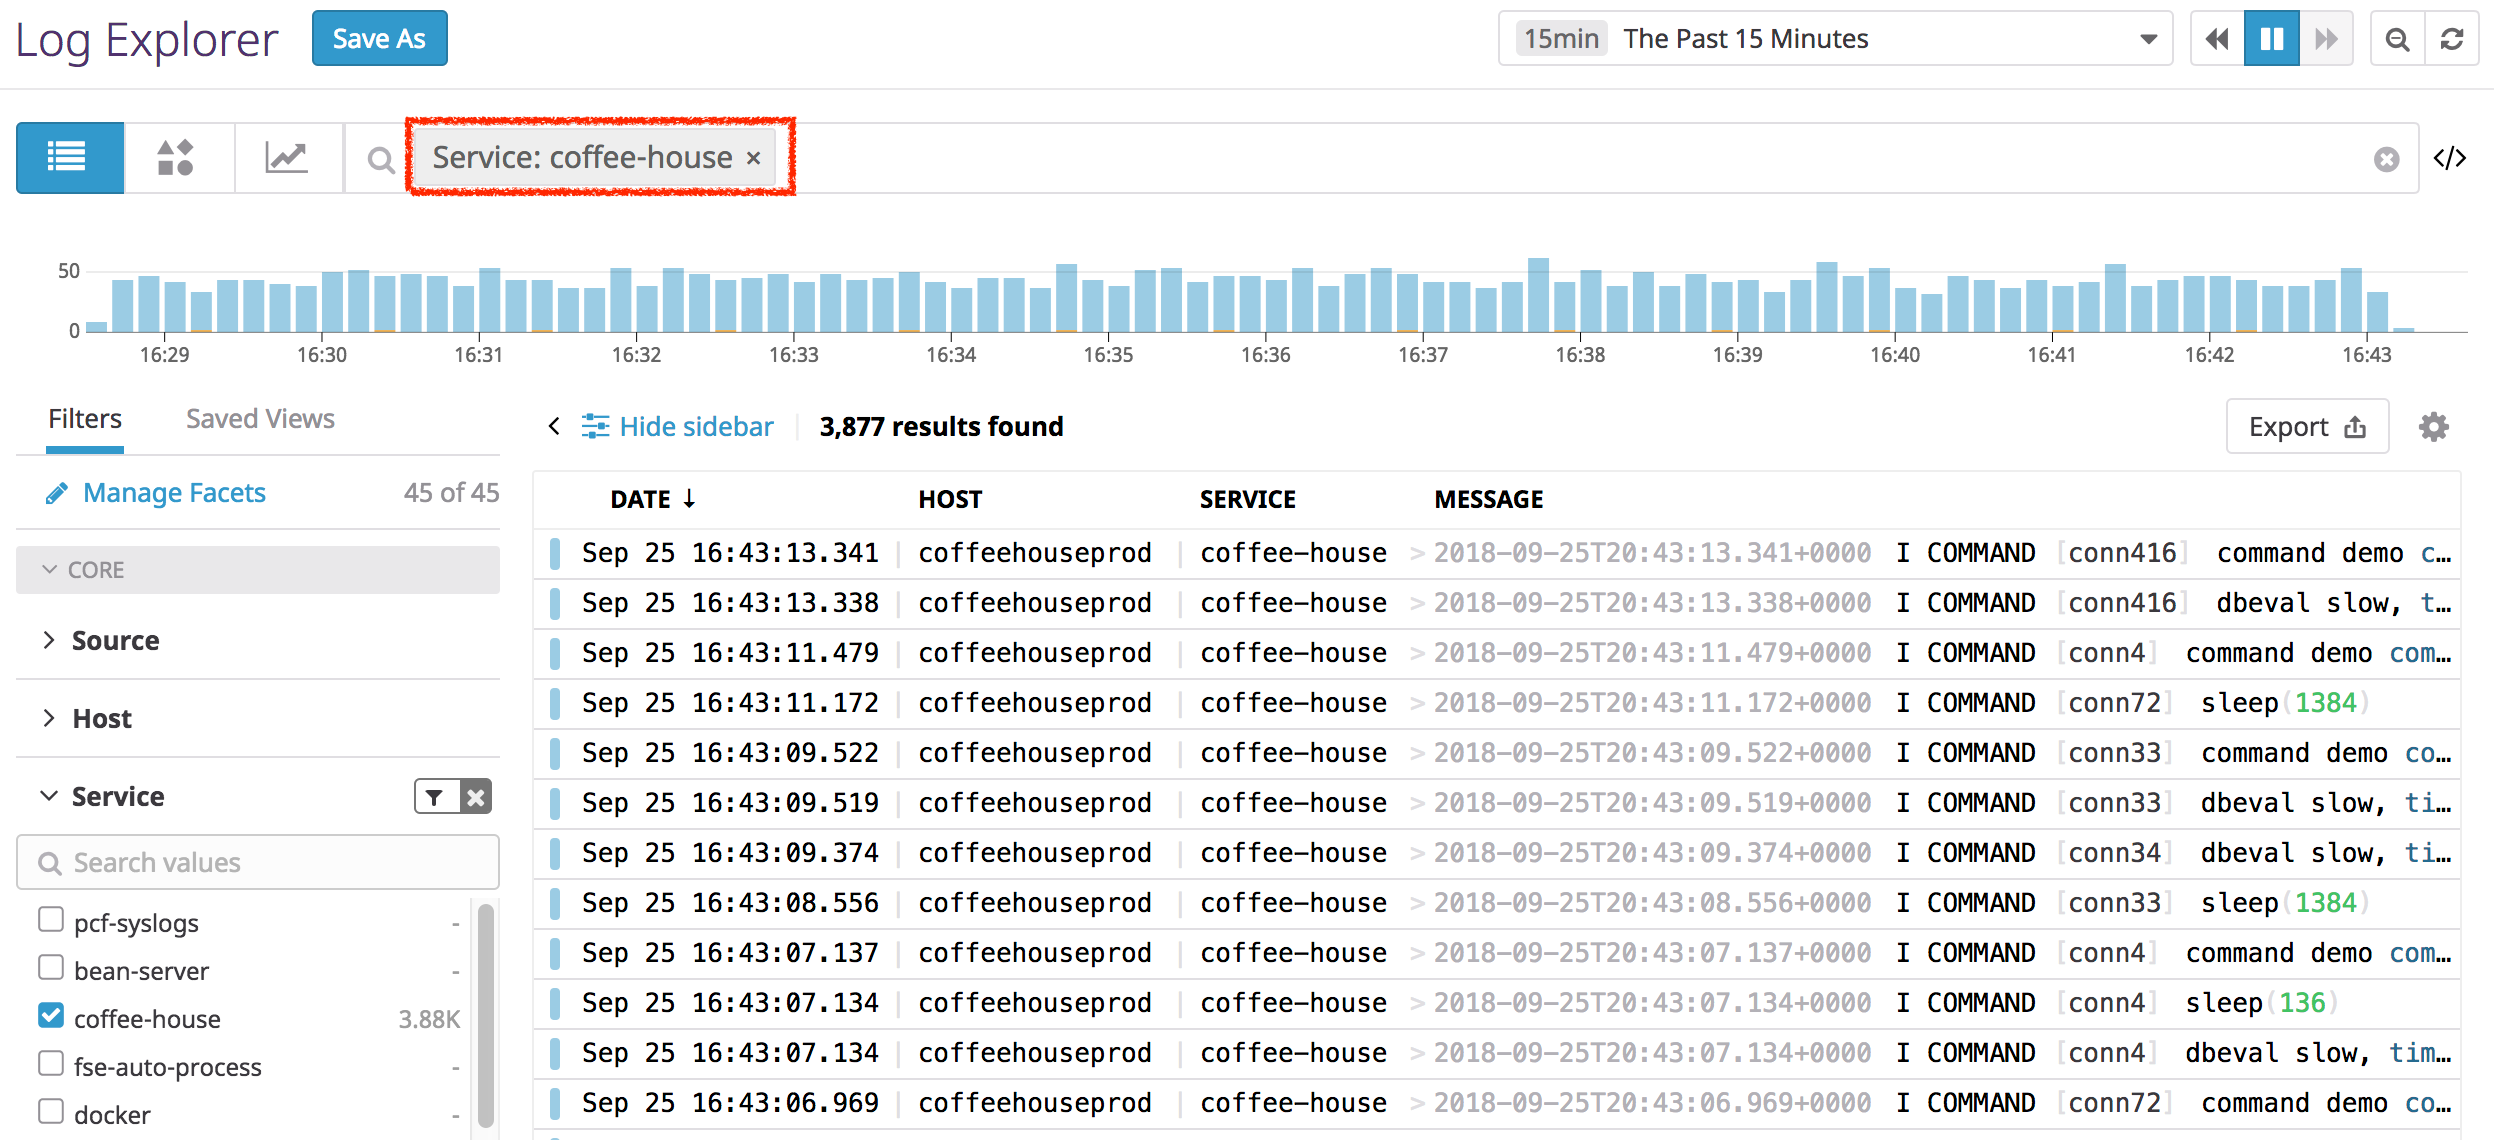 Log Explorer Save As 15min The Past 15 Minutes
Service: coffee-house × </>
50
0
16:29 16:30 16:31 16:32 16:33 16:34 16:35 16:36 16:37 16:38 16:39 16:40 16:41 16:42 16:43
Filters Saved Views
Hide sidebar 3,877 results found Export
Manage Facets 45 of 45
CORE
Source
Host
Service
Search values
pcf-syslogs -
bean-server -
coffee-house 3.88K
fse-auto-process -
docker -
DATE ↓ HOST SERVICE MESSAGE
Sep 25 16:43:13.341 coffeehouseprod coffee-house > 2018-09-25T20:43:13.341+0000 I COMMAND [conn416] command demo c…
Sep 25 16:43:13.338 coffeehouseprod coffee-house > 2018-09-25T20:43:13.338+0000 I COMMAND [conn416] dbeval slow, t…
Sep 25 16:43:11.479 coffeehouseprod coffee-house > 2018-09-25T20:43:11.479+0000 I COMMAND [conn4] command demo com…
Sep 25 16:43:11.172 coffeehouseprod coffee-house > 2018-09-25T20:43:11.172+0000 I COMMAND [conn72] sleep(1384)
Sep 25 16:43:09.522 coffeehouseprod coffee-house > 2018-09-25T20:43:09.522+0000 I COMMAND [conn33] command demo co…
Sep 25 16:43:09.519 coffeehouseprod coffee-house > 2018-09-25T20:43:09.519+0000 I COMMAND [conn33] dbeval slow, ti…
Sep 25 16:43:09.374 coffeehouseprod coffee-house > 2018-09-25T20:43:09.374+0000 I COMMAND [conn34] dbeval slow, ti…
Sep 25 16:43:08.556 coffeehouseprod coffee-house > 2018-09-25T20:43:08.556+0000 I COMMAND [conn33] sleep(1384)
Sep 25 16:43:07.137 coffeehouseprod coffee-house > 2018-09-25T20:43:07.137+0000 I COMMAND [conn4] command demo com…
Sep 25 16:43:07.134 coffeehouseprod coffee-house > 2018-09-25T20:43:07.134+0000 I COMMAND [conn4] sleep(136)
Sep 25 16:43:07.134 coffeehouseprod coffee-house > 2018-09-25T20:43:07.134+0000 I COMMAND [conn4] dbeval slow, tim…
Sep 25 16:43:06.969 coffeehouseprod coffee-house > 2018-09-25T20:43:06.969+0000 I COMMAND [conn72] command demo co…